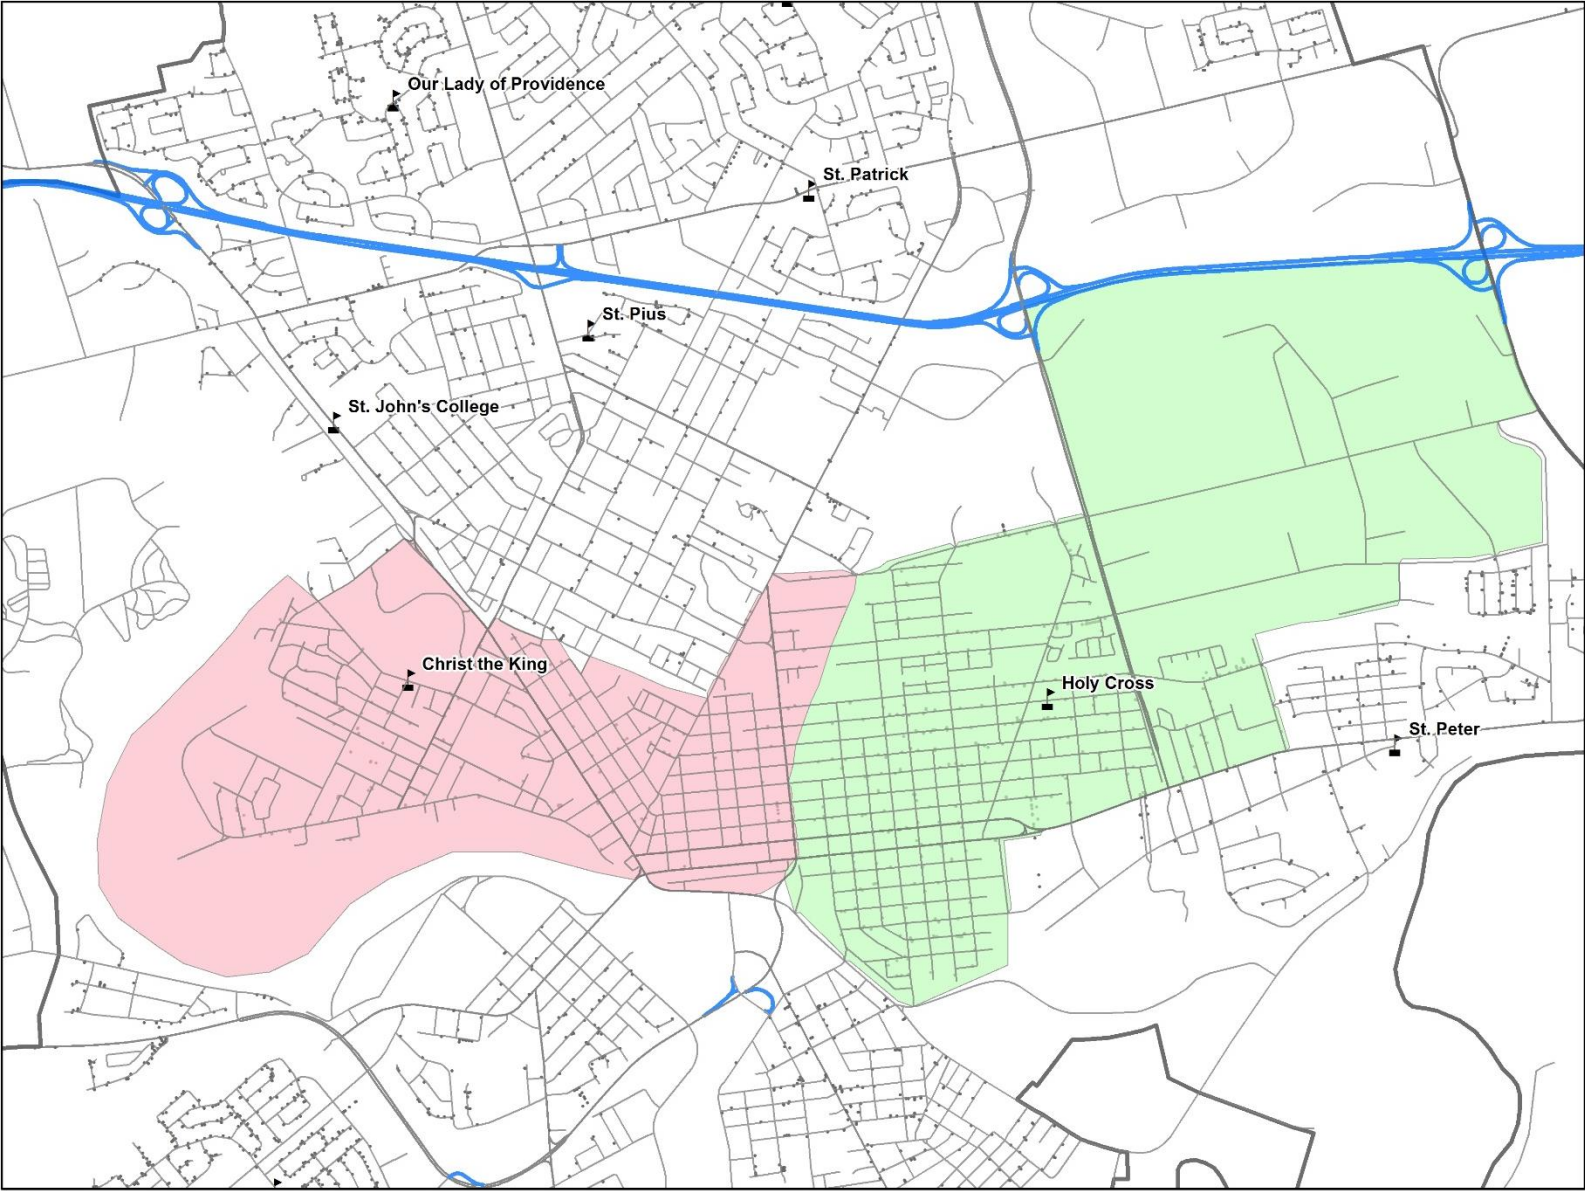 Our Lady of Providence
St. Patrick
St. Pius
St. John's College
Christ the King
Holy Cross
St. Peter